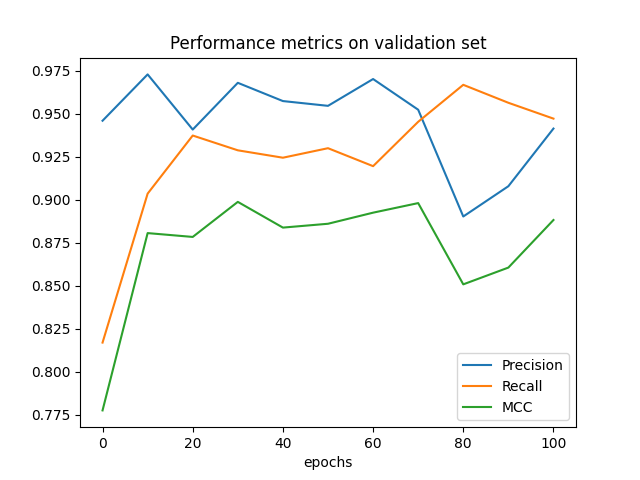 Performance metrics on validation set
0.975
0.950
0.925
0.900
0.875
0.850
0.825
0.800
0.775
Precision
Recall
MCC
0 20 40 60 80 100
epochs